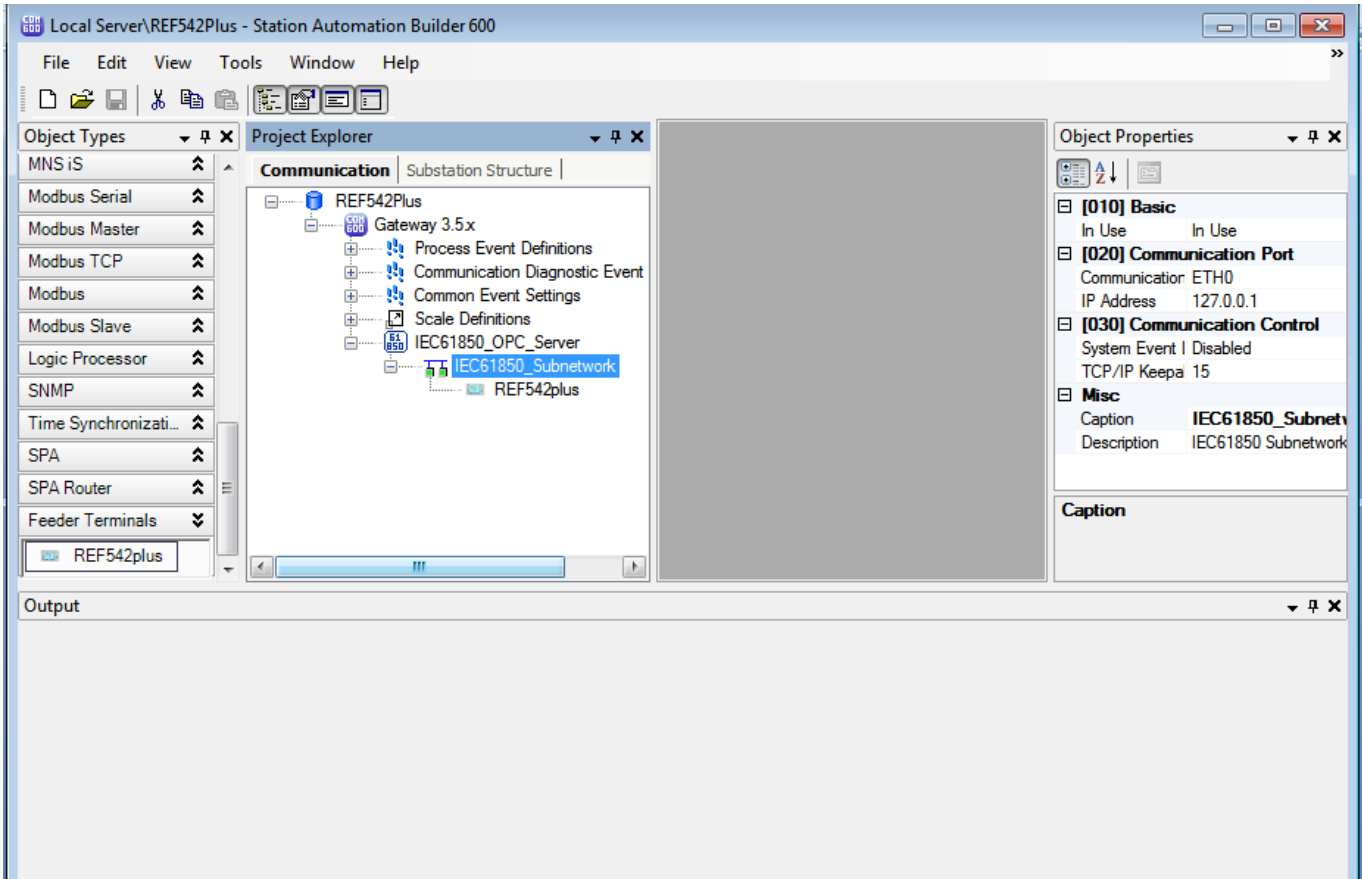 Local Server\REF542Plus - Station Automation Builder 600
File Edit View Tools Window Help
Object Types
MNS iS
Modbus Serial
Modbus Master
Modbus TCP
Modbus
Modbus Slave
Logic Processor
SNMP
Time Synchronizati...
SPA
SPA Router
Feeder Terminals
REF542plus
Project Explorer
Communication Substation Structure
REF542Plus
Gateway 3.5.x
Process Event Definitions
Communication Diagnostic Event
Common Event Settings
Scale Definitions
IEC61850_OPC_Server
IEC61850_Subnetwork
REF542plus
Object Properties
[010] Basic
In Use In Use
[020] Communication Port
Communication ETH0
IP Address 127.0.0.1
[030] Communication Control
System Event I Disabled
TCP/IP Keepa 15
Misc
Caption IEC61850_Subnetw
Description IEC61850 Subnetwork
Caption
Output